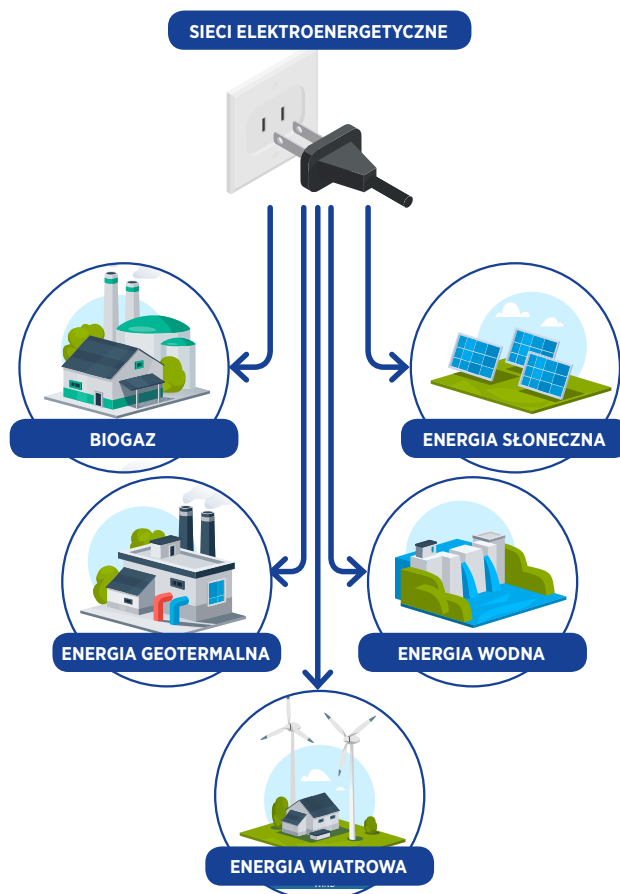 SIECI ELEKTROENERGETYCZNE
BIOGAZ
ENERGIA SŁONECZNA
ENERGIA GEOTERMALNA
ENERGIA WODNA
ENERGIA WIATROWA